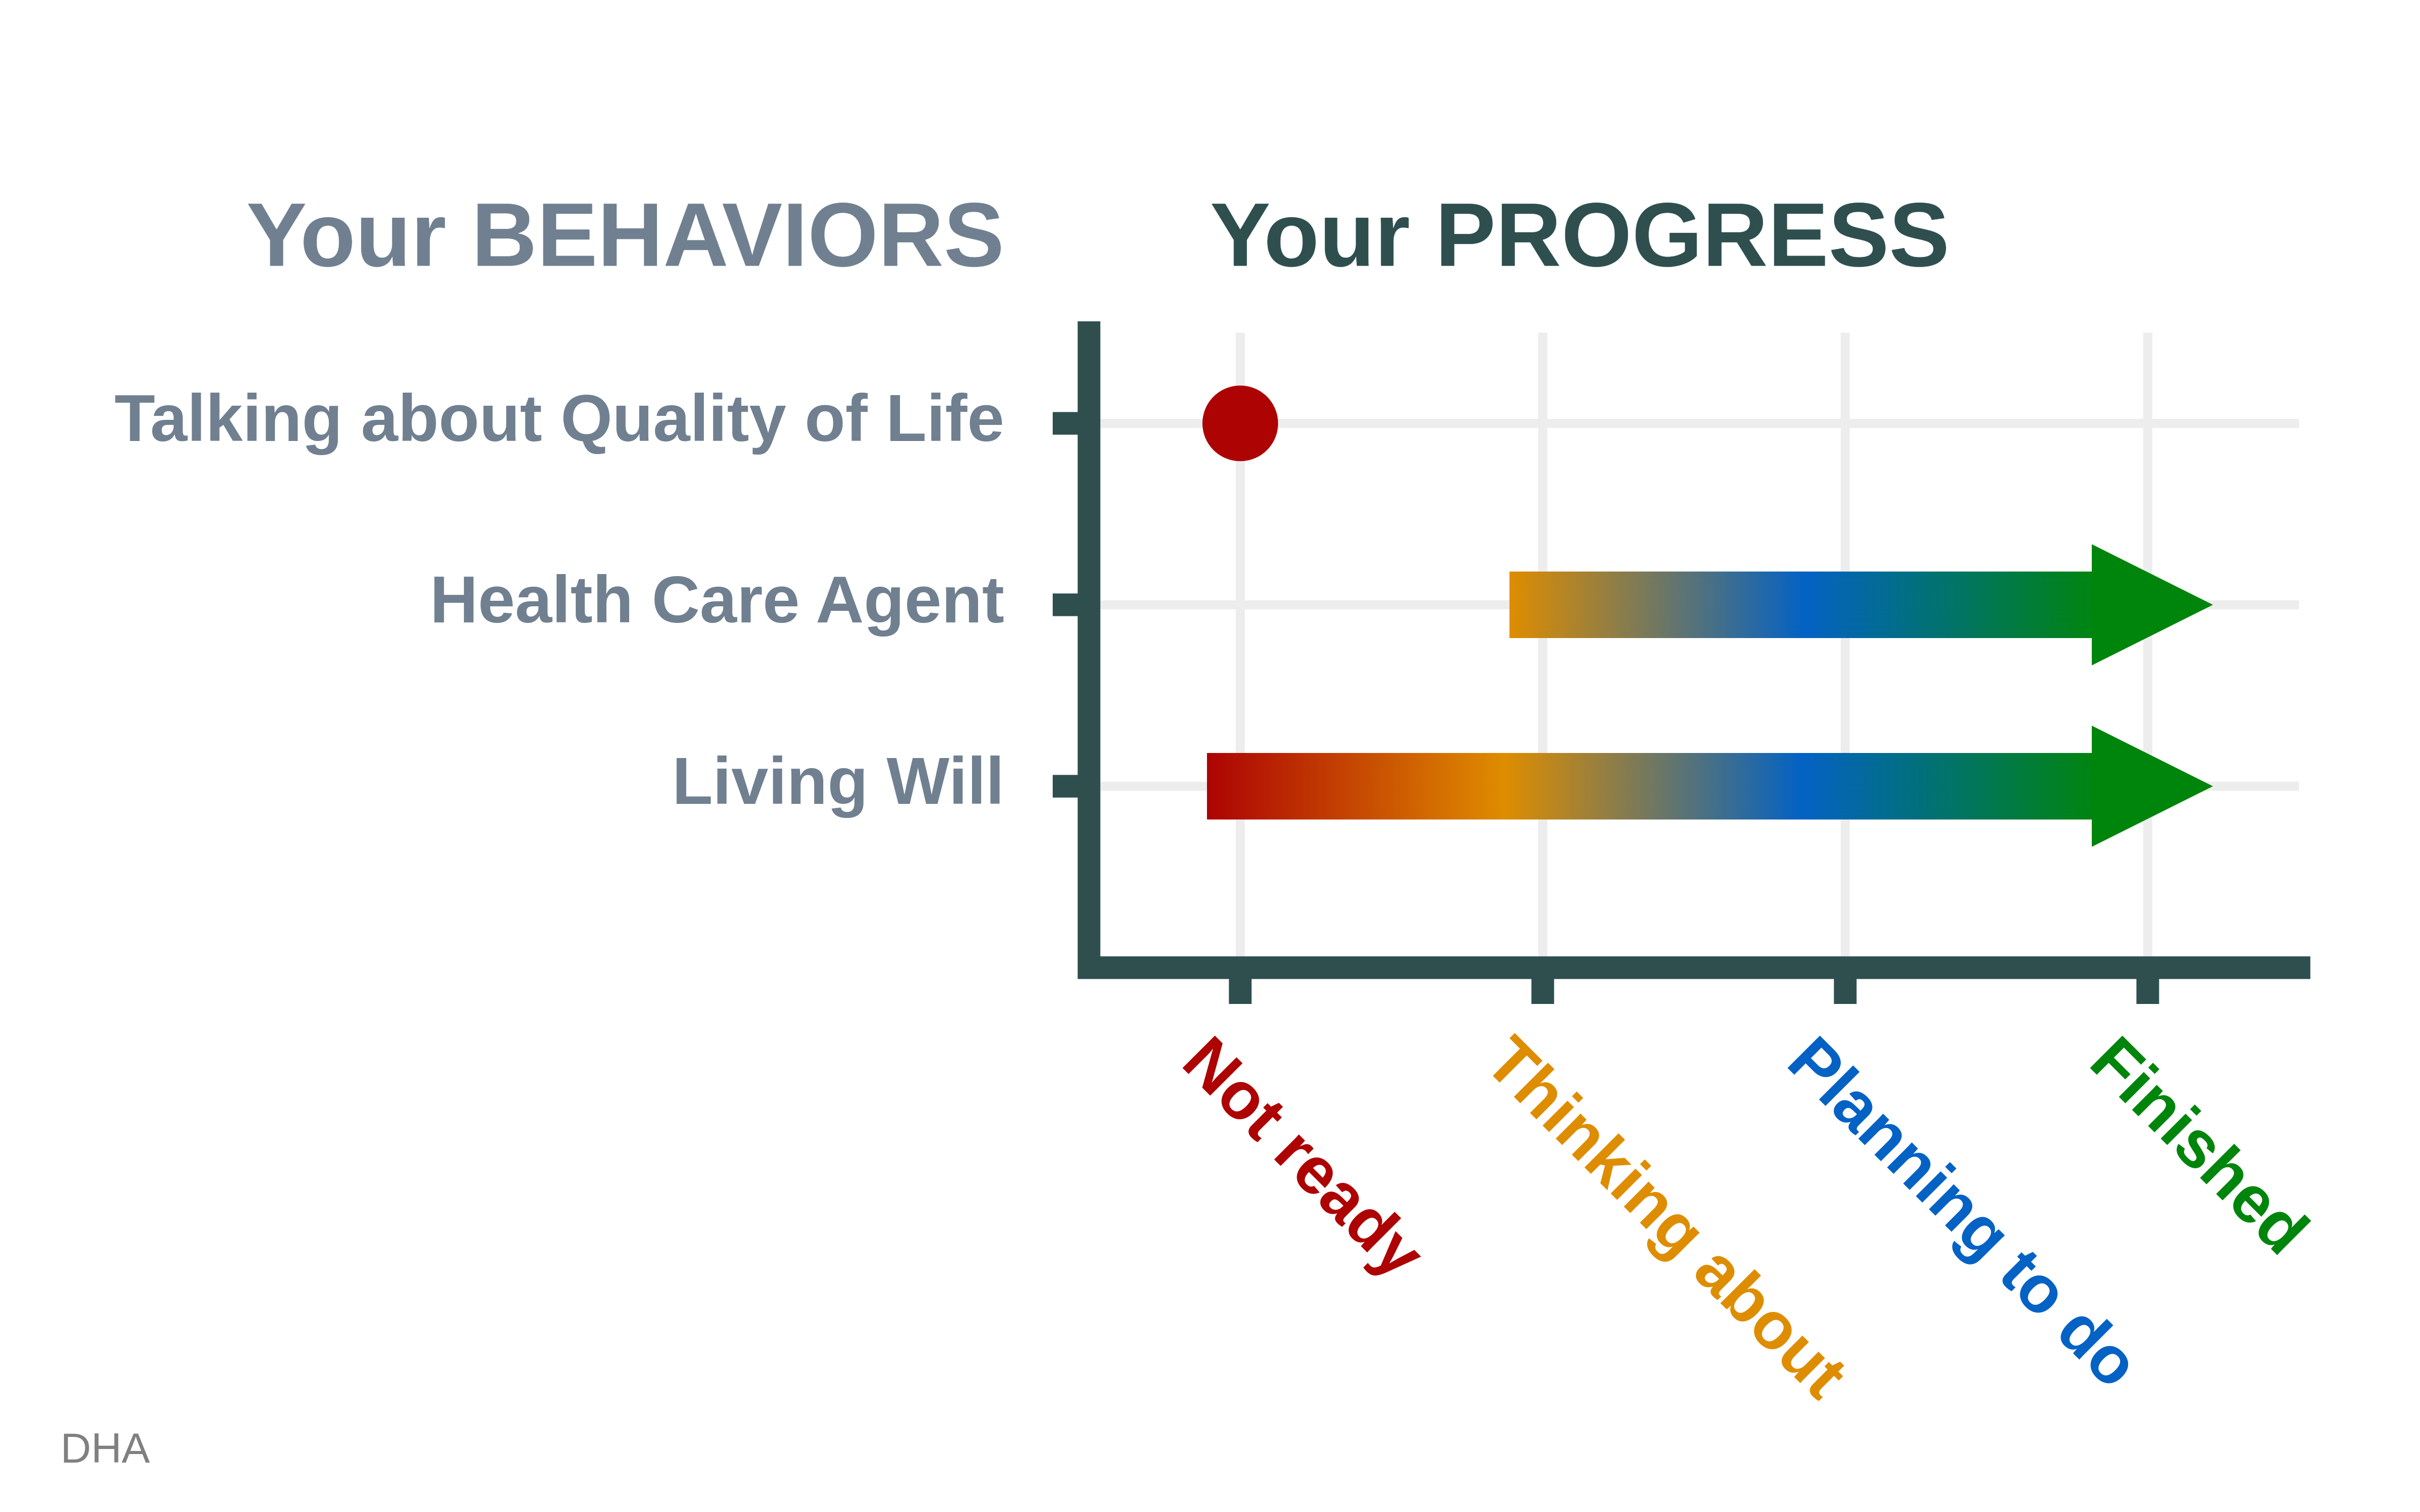 Your BEHAVIORS
Your PROGRESS
Talking about Quality of Life
Health Care Agent
Living Will
Not ready
Thinking about
Planning to do
Finished
DHA